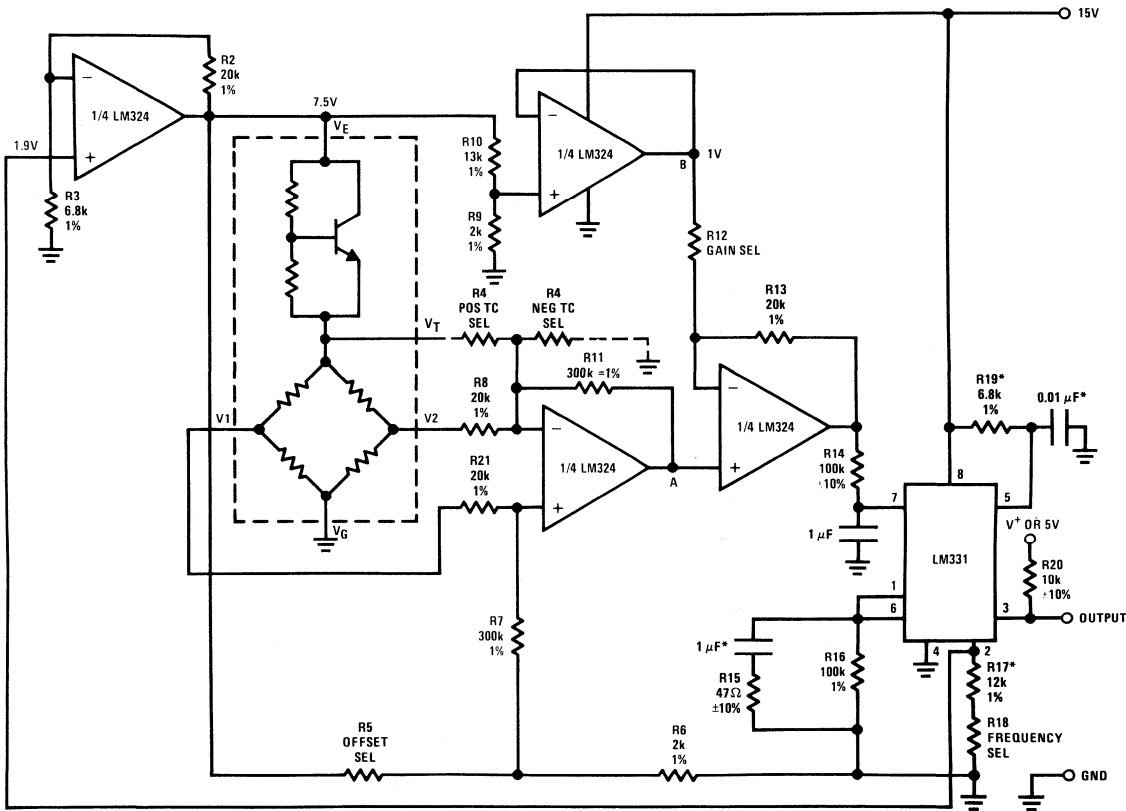 15V
R2
20k
1%
1/4 LM324
1.9V
R3
6.8k
1%
7.5V
VE
R10
13k
1%
R9
2k
1%
1/4 LM324
B
1V
R12
GAIN SEL
R13
20k
1%
R4
POS TC
SEL
R4
NEG TC
SEL
VT
R11
300k =1%
R8
20k
1%
V1
V2
R21
20k
1%
1/4 LM324
A
1/4 LM324
VG
R14
100k
±10%
1 μF
R19*
6.8k
1%
0.01 μF*
8
7
5
V+ OR 5V
LM331
R20
10k
±10%
1
6
3
OUTPUT
4
2
R7
300k
1%
1 μF*
R15
47Ω
±10%
R16
100k
1%
R17*
12k
1%
R18
FREQUENCY
SEL
R5
OFFSET
SEL
R6
2k
1%
GND